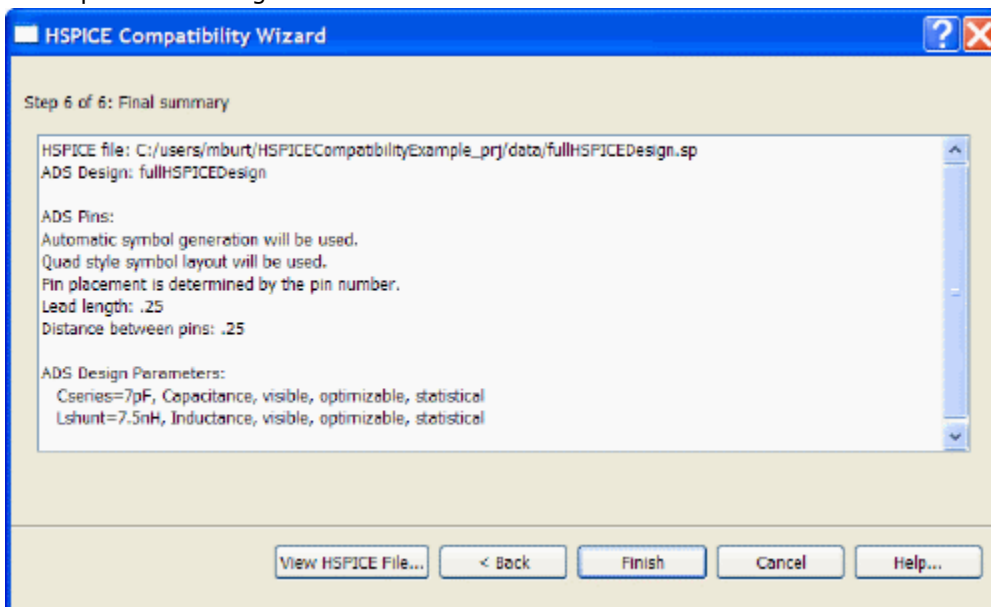 HSPICE Compatibility Wizard
Step 6 of 6: Final summary
HSPICE file: C:/users/mburt/HSPICECompatibilityExample_prj/data/fullHSPICEDesign.sp
ADS Design: fullHSPICEDesign
ADS Pins:
Automatic symbol generation will be used.
Quad style symbol layout will be used.
Pin placement is determined by the pin number.
Lead length: .25
Distance between pins: .25
ADS Design Parameters:
Cseries=7pF, Capacitance, visible, optimizable, statistical
Lshunt=7.5nH, Inductance, visible, optimizable, statistical
View HSPICE File... < Back Finish Cancel Help...